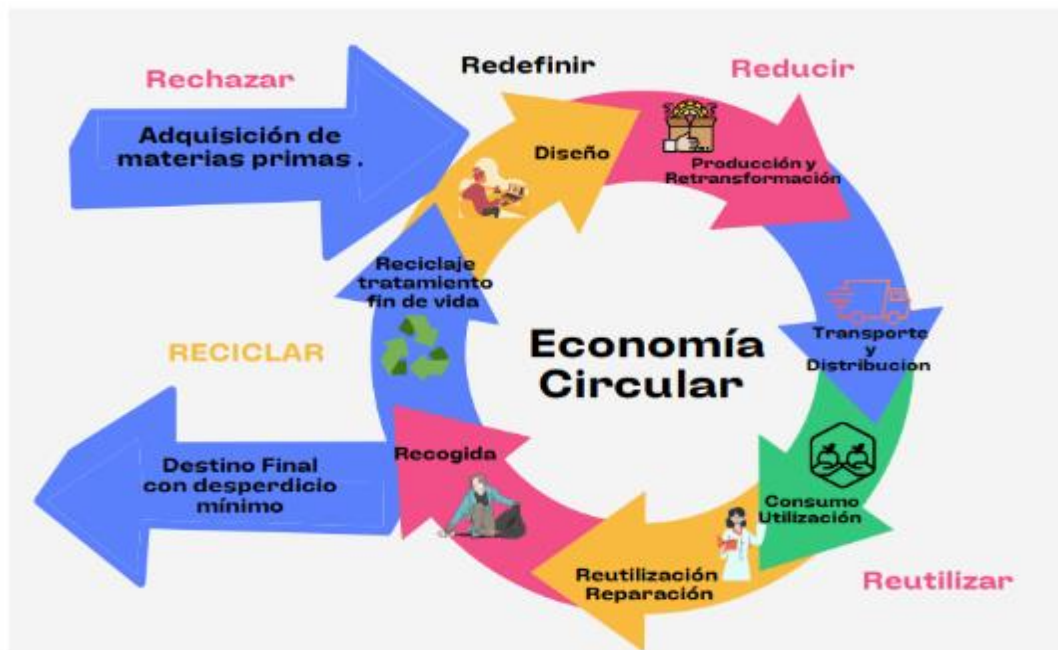 Rechazar
Redefinir
Reducir
Adquisición de
materias primas .
Diseño
Producción y
Retransformación
Reciclaje
tratamiento
fin de vida
RECICLAR
Economía
Circular
Transporte
y
Distribución
Destino Final
con desperdicio
mínimo
Recogida
Consumo
Utilización
Reutilización
Reparación
Reutilizar